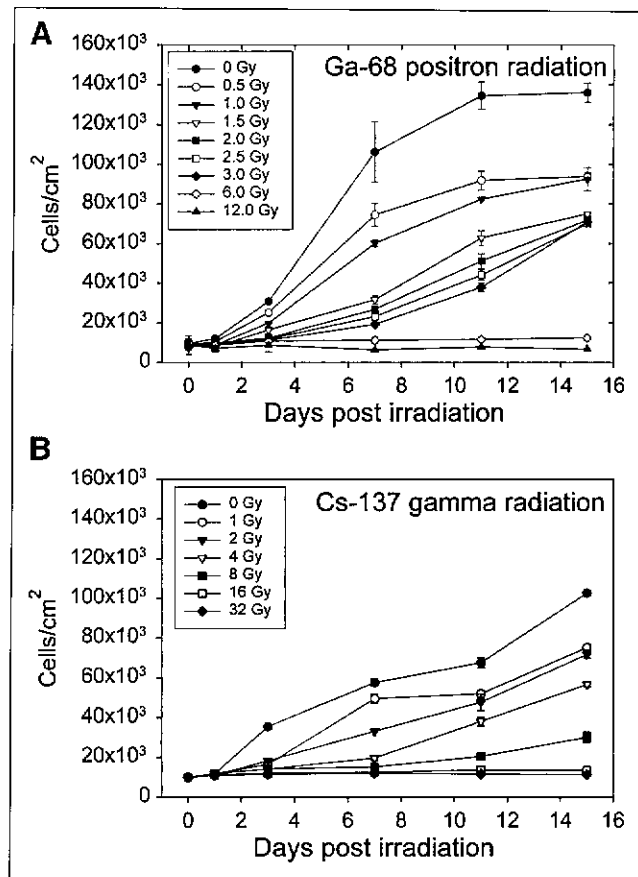 A
160x10³
140x10³
120x10³
100x10³
80x10³
60x10³
40x10³
20x10³
0
Cells/cm²
0 Gy
0.5 Gy
1.0 Gy
1.5 Gy
2.0 Gy
2.5 Gy
3.0 Gy
6.0 Gy
12.0 Gy
Ga-68 positron radiation
0 2 4 6 8 10 12 14 16
Days post irradiation
B
160x10³
140x10³
120x10³
100x10³
80x10³
60x10³
40x10³
20x10³
0
Cells/cm²
0 Gy
1 Gy
2 Gy
4 Gy
8 Gy
16 Gy
32 Gy
Cs-137 gamma radiation
0 2 4 6 8 10 12 14 16
Days post irradiation